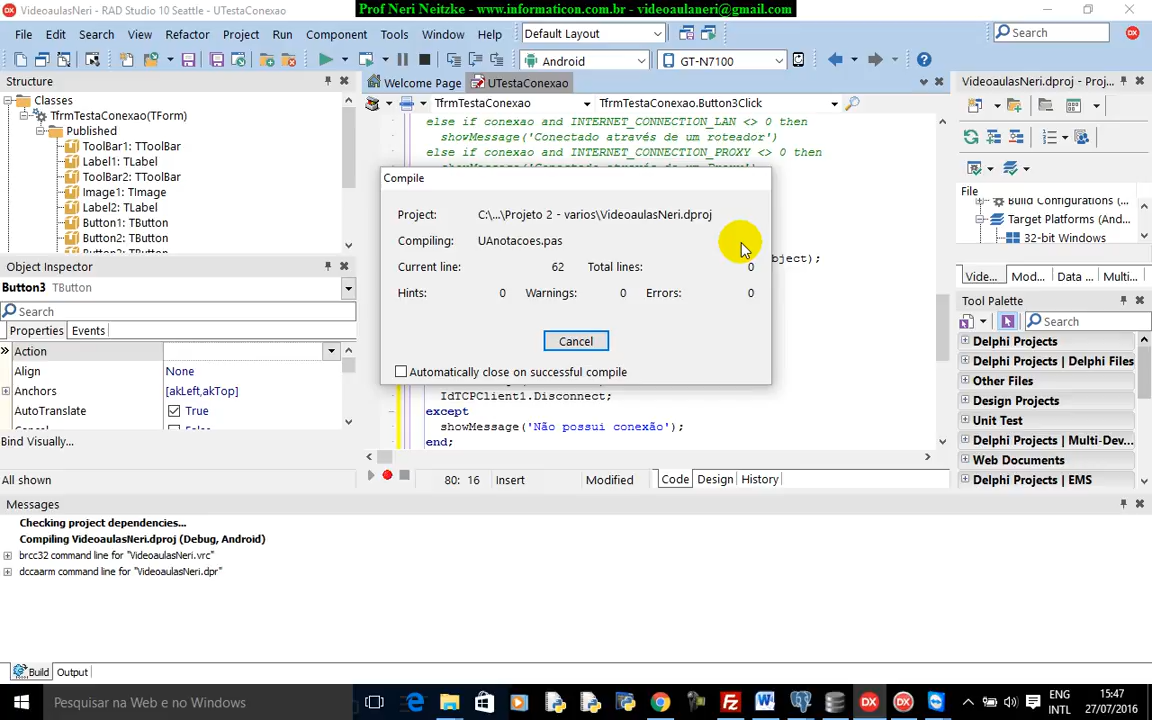 VideoaulasNeri - RAD Studio 10 Seattle - UTestaConexao
Prof Neri Neitzke - www.informaticon.com.br - videoaulaneri@gmail.com
File Edit Search View Refactor Project Run Component Tools Window Help
Default Layout
Search
Android
GT-N7100
Structure
Classes
TfrmTestaConexao(TForm)
Published
ToolBar1: TToolBar
Label1: TLabel
ToolBar2: TToolBar
Image1: TImage
Label2: TLabel
Button1: TButton
Button2: TButton
Object Inspector
Button3 TButton
Search
Properties Events
Action
Align None
Anchors [akLeft,akTop]
AutoTranslate True
Bind Visually...
All shown
Welcome Page UTestaConexao
TfrmTestaConexao TfrmTestaConexao.Button3Click
else if conexao and INTERNET_CONNECTION_LAN <> 0 then
showMessage('Conectado através de um roteador')
else if conexao and INTERNET_CONNECTION_PROXY <> 0 then
bject);
IdTCPClient1.Disconnect;
except
showMessage('Não possui conexão');
end;
80: 16 Insert Modified Code Design History
Compile
Project: C:\...\Projeto 2 - varios\VideoaulasNeri.dproj
Compiling: UAnotacoes.pas
Current line: 62 Total lines: 0
Hints: 0 Warnings: 0 Errors: 0
Cancel
Automatically close on successful compile
VideoaulasNeri.dproj - Proj...
File
Build Configurations (Debug)
Target Platforms (And...
32-bit Windows
Vide... Mod... Data ... Multi...
Tool Palette
Search
Delphi Projects
Delphi Projects | Delphi Files
Other Files
Design Projects
Unit Test
Delphi Projects | Multi-Dev...
Web Documents
Delphi Projects | EMS
Messages
Checking project dependencies...
Compiling VideoaulasNeri.dproj (Debug, Android)
brcc32 command line for "VideoaulasNeri.vrc"
dccaarm command line for "VideoaulasNeri.dpr"
Build Output
Pesquisar na Web e no Windows
ENG
INTL
15:47
27/07/2016